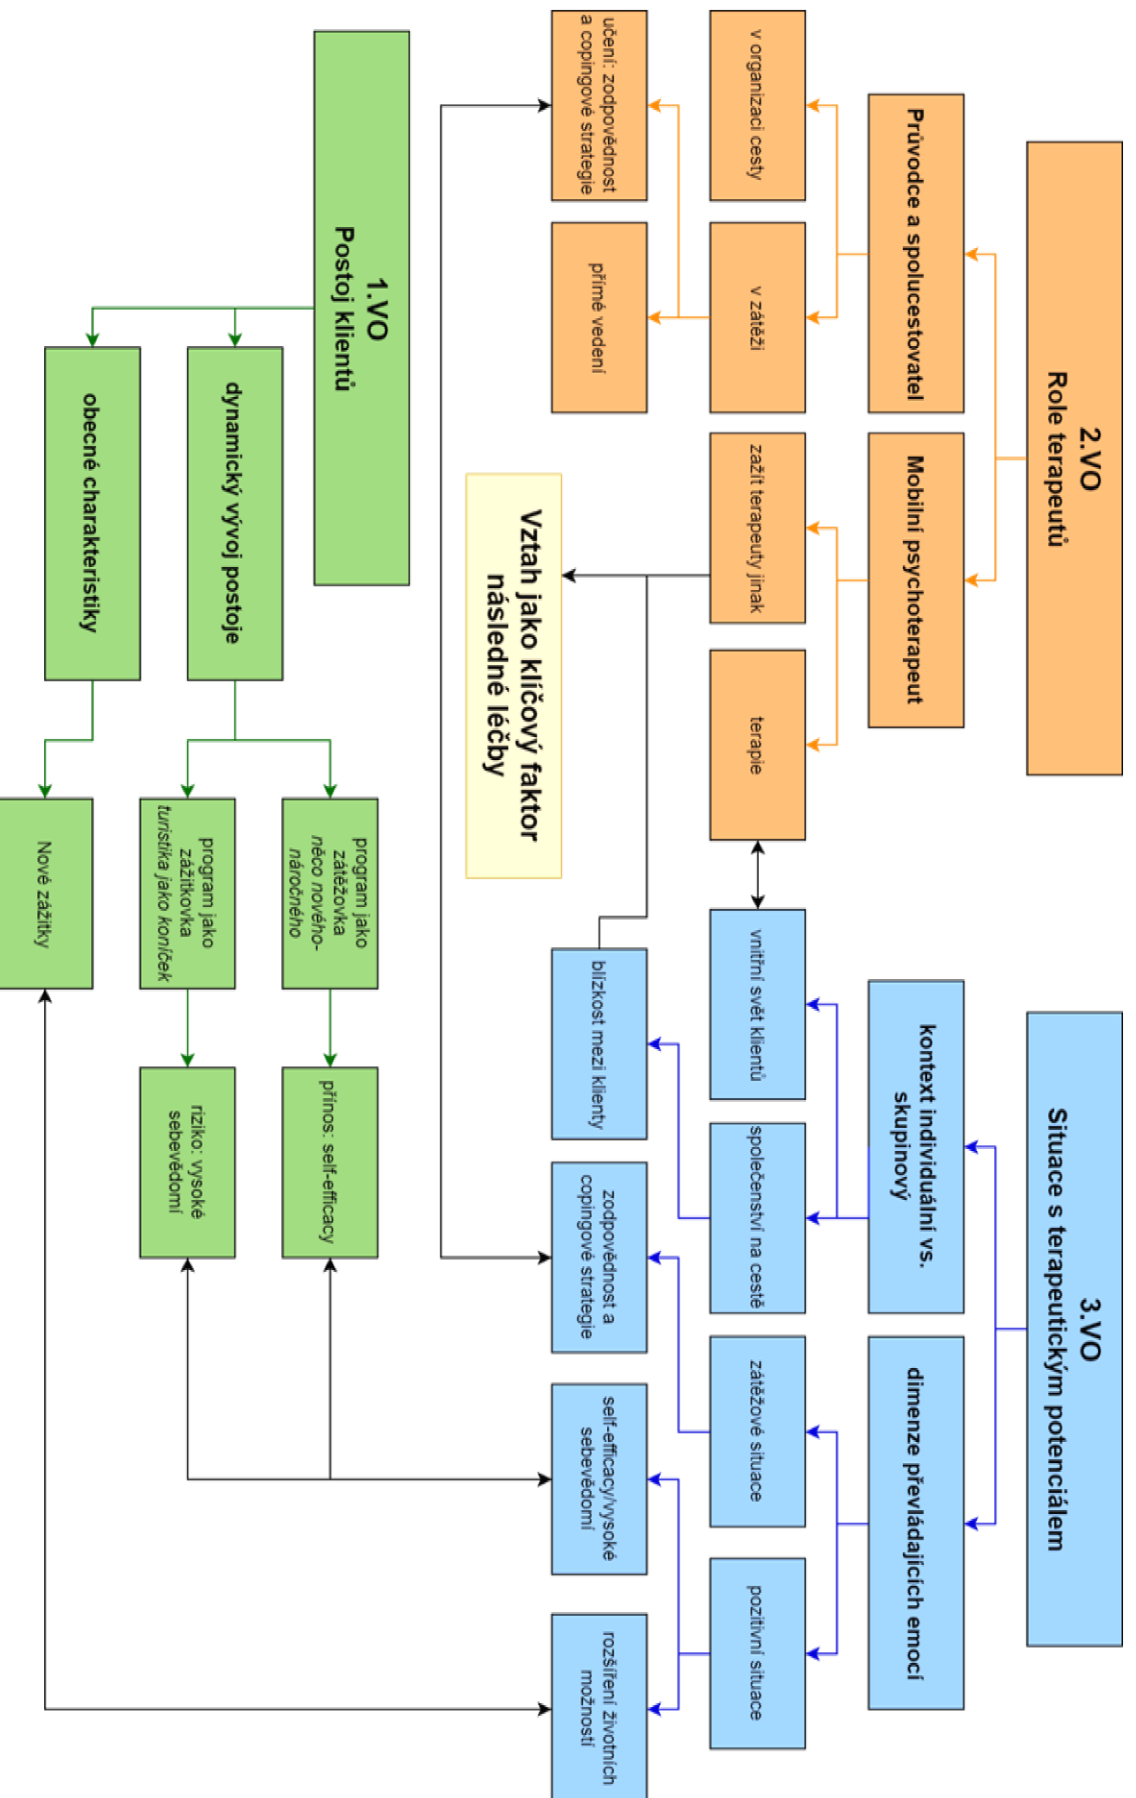 2.VO
Role terapeutů
3.VO
Situace s terapeutickým potenciálem
Průvodce a spolucestovatel
Mobilní psychoterapeut
kontext individuální vs.
skupinový
dimenze převládajících emocí
v organizaci cesty
v zátěži
zažít terapeuty jinak
terapie
vnitřní svět klientů
společenství na cestě
zátěžové situace
pozitivní situace
učení: zodpovědnost
a copingové strategie
přímé vedení
blízkost mezi klienty
zodpovědnost a
copingové strategie
self-efficacy/vysoké
sebevědomí
rozšíření životních
možností
Vztah jako klíčový faktor
následné léčby
1.VO
Postoj klientů
dynamický vývoj postoje
obecné charakteristiky
program jako
zátěžovka
něco nového-
náročného
přínos: self-efficacy
program jako
zážitkovka
turistika jako koníček
riziko: vysoké
sebevědomí
Nové zážitky